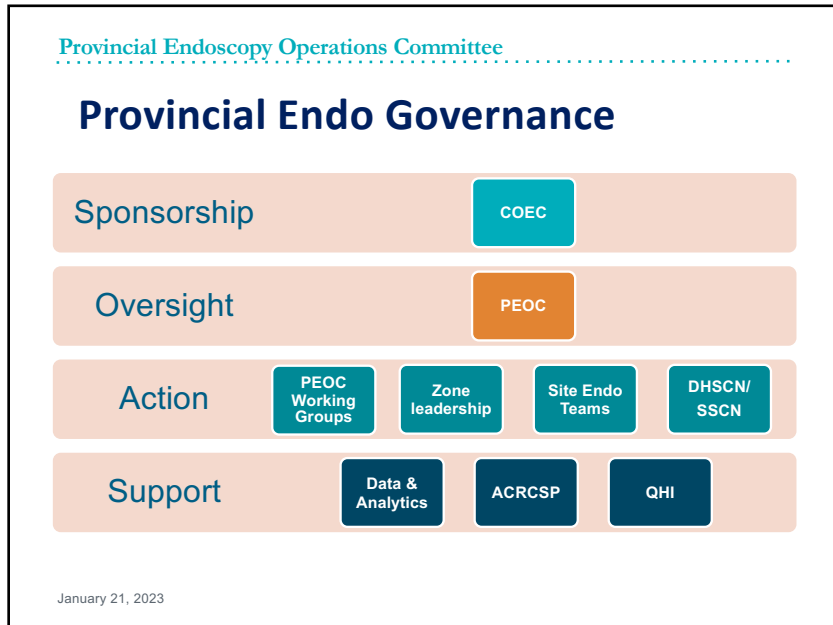 Provincial Endoscopy Operations Committee
Provincial Endo Governance
Sponsorship
COEC
Oversight
PEOC
Action
PEOC
Working
Groups
Zone
leadership
Site Endo
Teams
DHSCN/
SSCN
Support
Data &
Analytics
ACRCSP
QHI
January 21, 2023